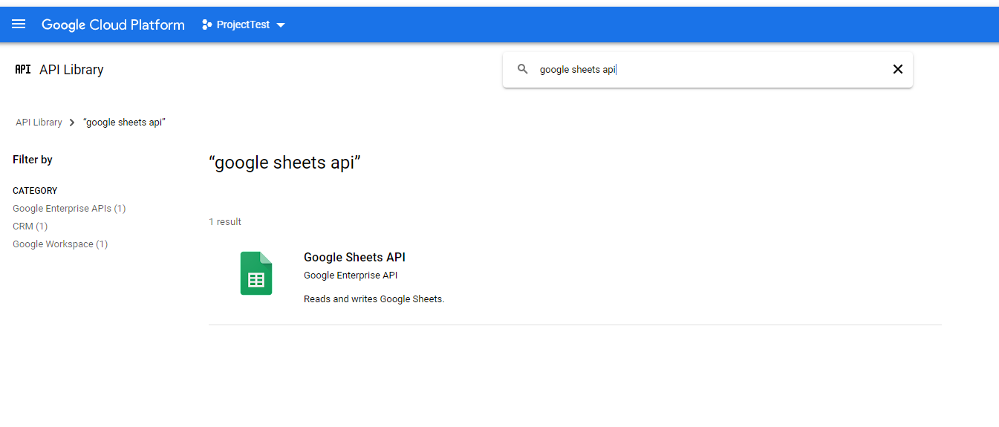 Google Cloud Platform ProjectTest
API API Library
google sheets api
API Library “google sheets api”
Filter by
CATEGORY
Google Enterprise APIs (1)
CRM (1)
Google Workspace (1)
“google sheets api”
1 result
Google Sheets API
Google Enterprise API
Reads and writes Google Sheets.